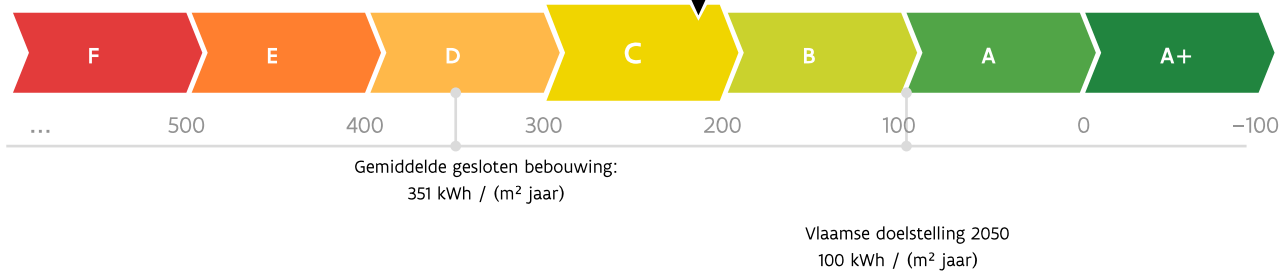 F E D C B A A+
... 500 400 300 200 100 0 –100
Gemiddelde gesloten bebouwing:
351 kWh / (m² jaar)
Vlaamse doelstelling 2050
100 kWh / (m² jaar)